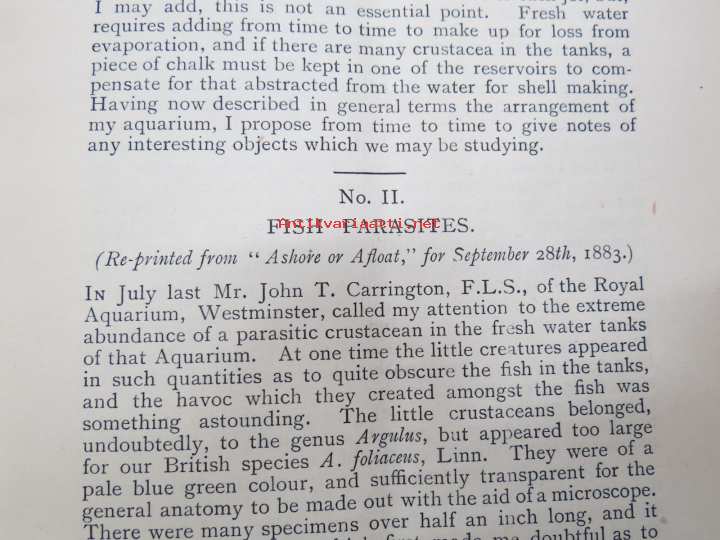 I may add, this is not an essential point. Fresh water
requires adding from time to time to make up for loss from
evaporation, and if there are many crustacea in the tanks, a
piece of chalk must be kept in one of the reservoirs to com-
pensate for that abstracted from the water for shell making.
Having now described in general terms the arrangement of
my aquarium, I propose from time to time to give notes of
any interesting objects which we may be studying.
No. II.
FISH PARASITES.
Antikvariaatti.net
(Re-printed from "Ashore or Afloat," for September 28th, 1883.)
In July last Mr. John T. Carrington, F.L.S., of the Royal
Aquarium, Westminster, called my attention to the extreme
abundance of a parasitic crustacean in the fresh water tanks
of that Aquarium. At one time the little creatures appeared
in such quantities as to quite obscure the fish in the tanks,
and the havoc which they created amongst the fish was
something astounding. The little crustaceans belonged,
undoubtedly, to the genus Argulus, but appeared too large
for our British species A. foliaceus, Linn. They were of a
pale blue green colour, and sufficiently transparent for the
general anatomy to be made out with the aid of a microscope.
There were many specimens over half an inch long, and it
first made me doubtful as to